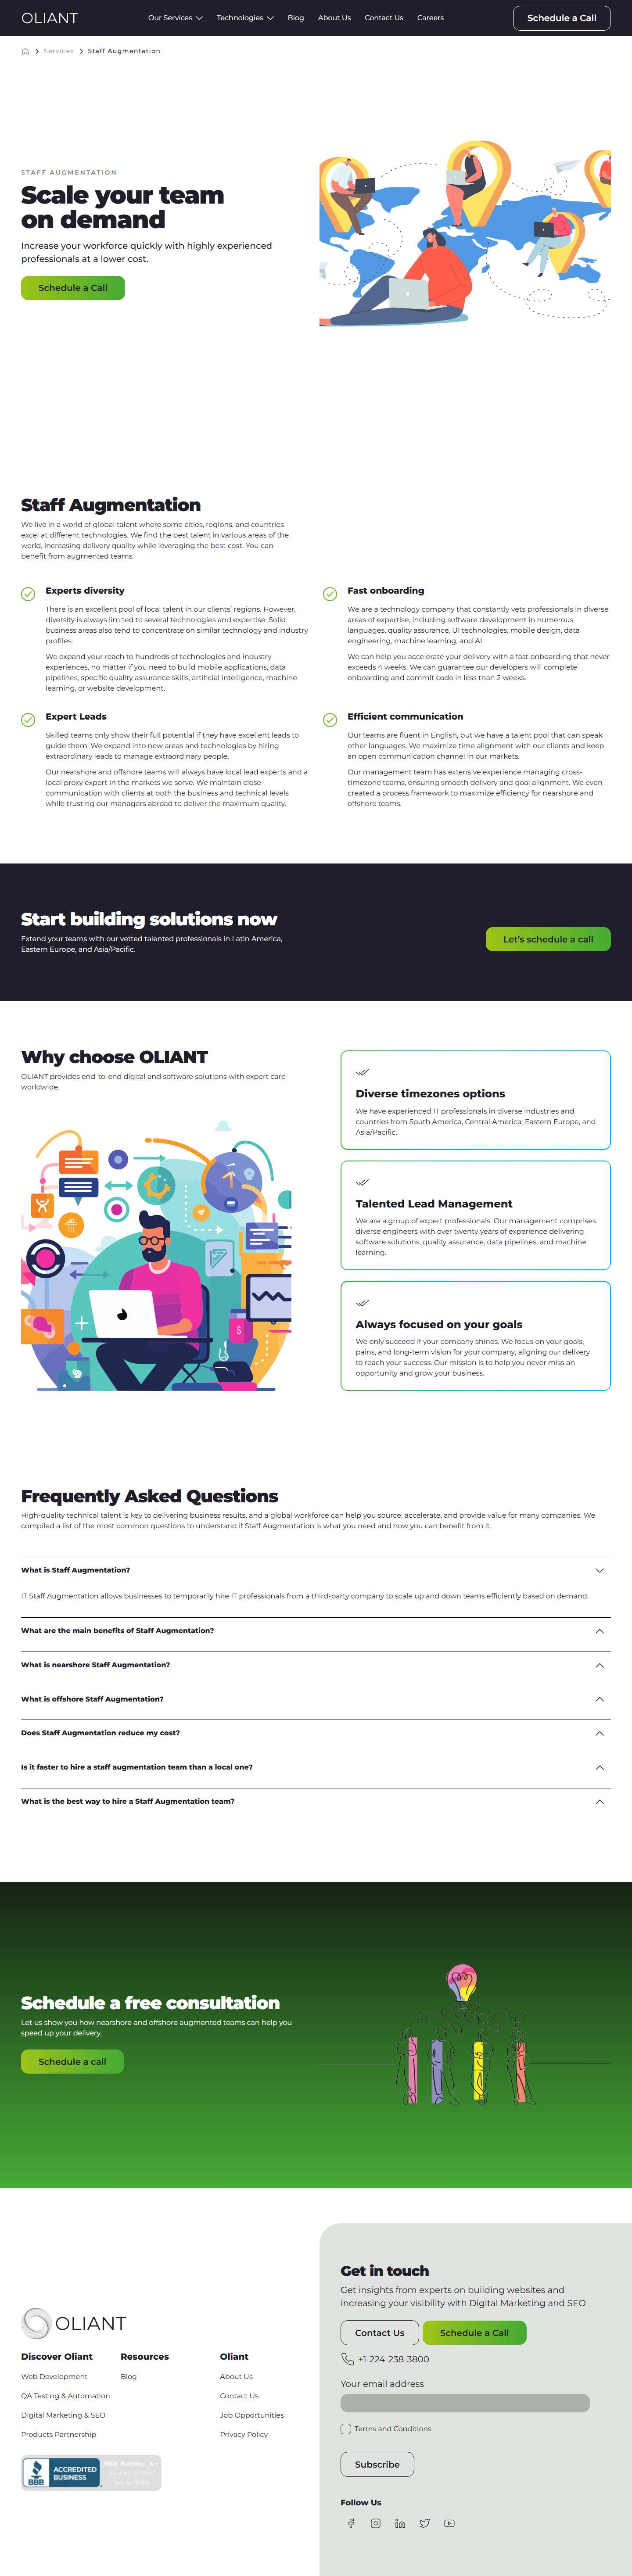 OLIANT
Our Services
Technologies
Blog
About Us
Contact Us
Careers
Schedule a Call
Services
Staff Augmentation
STAFF AUGMENTATION
Scale your team
on demand
Increase your workforce quickly with highly experienced
professionals at a lower cost.
Schedule a Call
Staff Augmentation
We live in a world of global talent where some cities, regions, and countries
excel at different technologies. We find the best talent in various areas of the
world, increasing delivery quality while leveraging the best cost. You can
benefit from augmented teams.
Experts diversity
There is an excellent pool of local talent in our clients' regions. However,
diversity is always limited to several technologies and expertise. Solid
business areas also tend to concentrate on similar technology and industry
profiles.
We expand your reach to hundreds of technologies and industry
experiences, no matter if you need to build mobile applications, data
pipelines, specific quality assurance skills, artificial intelligence, machine
learning, or website development.
Fast onboarding
We are a technology company that constantly vets professionals in diverse
areas of expertise, including software development in numerous
languages, quality assurance, UI technologies, mobile design, data
engineering, machine learning, and AI.
We can help you accelerate your delivery with a fast onboarding that never
exceeds 4 weeks. We can guarantee our developers will complete
onboarding and commit code in less than 2 weeks.
Expert Leads
Skilled teams only show their full potential if they have excellent leads to
guide them. We expand into new areas and technologies by hiring
extraordinary leads to manage extraordinary people.
Our nearshore and offshore teams will always have local lead experts and a
local proxy expert in the markets we serve. We maintain close
communication with clients at both the business and technical levels
while trusting our managers abroad to deliver the maximum quality.
Efficient communication
Our teams are fluent in English, but we have a talent pool that can speak
other languages. We maximize time alignment with our clients and keep
an open communication channel in our markets.
Our management team has extensive experience managing cross-
timezone teams, ensuring smooth delivery and goal alignment. We even
created a process framework to maximize efficiency for nearshore and
offshore teams.
Start building solutions now
Extend your teams with our vetted talented professionals in Latin America,
Eastern Europe, and Asia/Pacific.
Let's schedule a call
Why choose OLIANT
OLIANT provides end-to-end digital and software solutions with expert care
worldwide.
Diverse timezones options
We have experienced IT professionals in diverse industries and
countries from South America, Central America, Eastern Europe, and
Asia/Pacific.
Talented Lead Management
We are a group of expert professionals. Our management comprises
diverse engineers with over twenty years of experience delivering
software solutions, quality assurance, data pipelines, and machine
learning.
Always focused on your goals
We only succeed if your company shines. We focus on your goals,
pains, and long-term vision for your company, aligning our delivery
to reach your success. Our mission is to help you never miss an
opportunity and grow your business.
Frequently Asked Questions
High-quality technical talent is key to delivering business results, and a global workforce can help you source, accelerate, and provide value for many companies. We
compiled a list of the most common questions to understand if Staff Augmentation is what you need and how you can benefit from it.
What is Staff Augmentation?
IT Staff Augmentation allows businesses to temporarily hire IT professionals from a third-party company to scale up and down teams efficiently based on demand.
What are the main benefits of Staff Augmentation?
What is nearshore Staff Augmentation?
What is offshore Staff Augmentation?
Does Staff Augmentation reduce my cost?
Is it faster to hire a staff augmentation team than a local one?
What is the best way to hire a Staff Augmentation team?
Schedule a free consultation
Let us show you how nearshore and offshore augmented teams can help you
speed up your delivery.
Schedule a call
OLIANT
Discover Oliant
Web Development
QA Testing & Automation
Digital Marketing & SEO
Products Partnership
Resources
Blog
Oliant
About Us
Contact Us
Job Opportunities
Privacy Policy
BBB
ACCREDITED
BUSINESS
BBB Rating: A+
Get in touch
Get insights from experts on building websites and
increasing your visibility with Digital Marketing and SEO
Contact Us
Schedule a Call
+1-224-238-3800
Your email address
Terms and Conditions
Subscribe
Follow Us